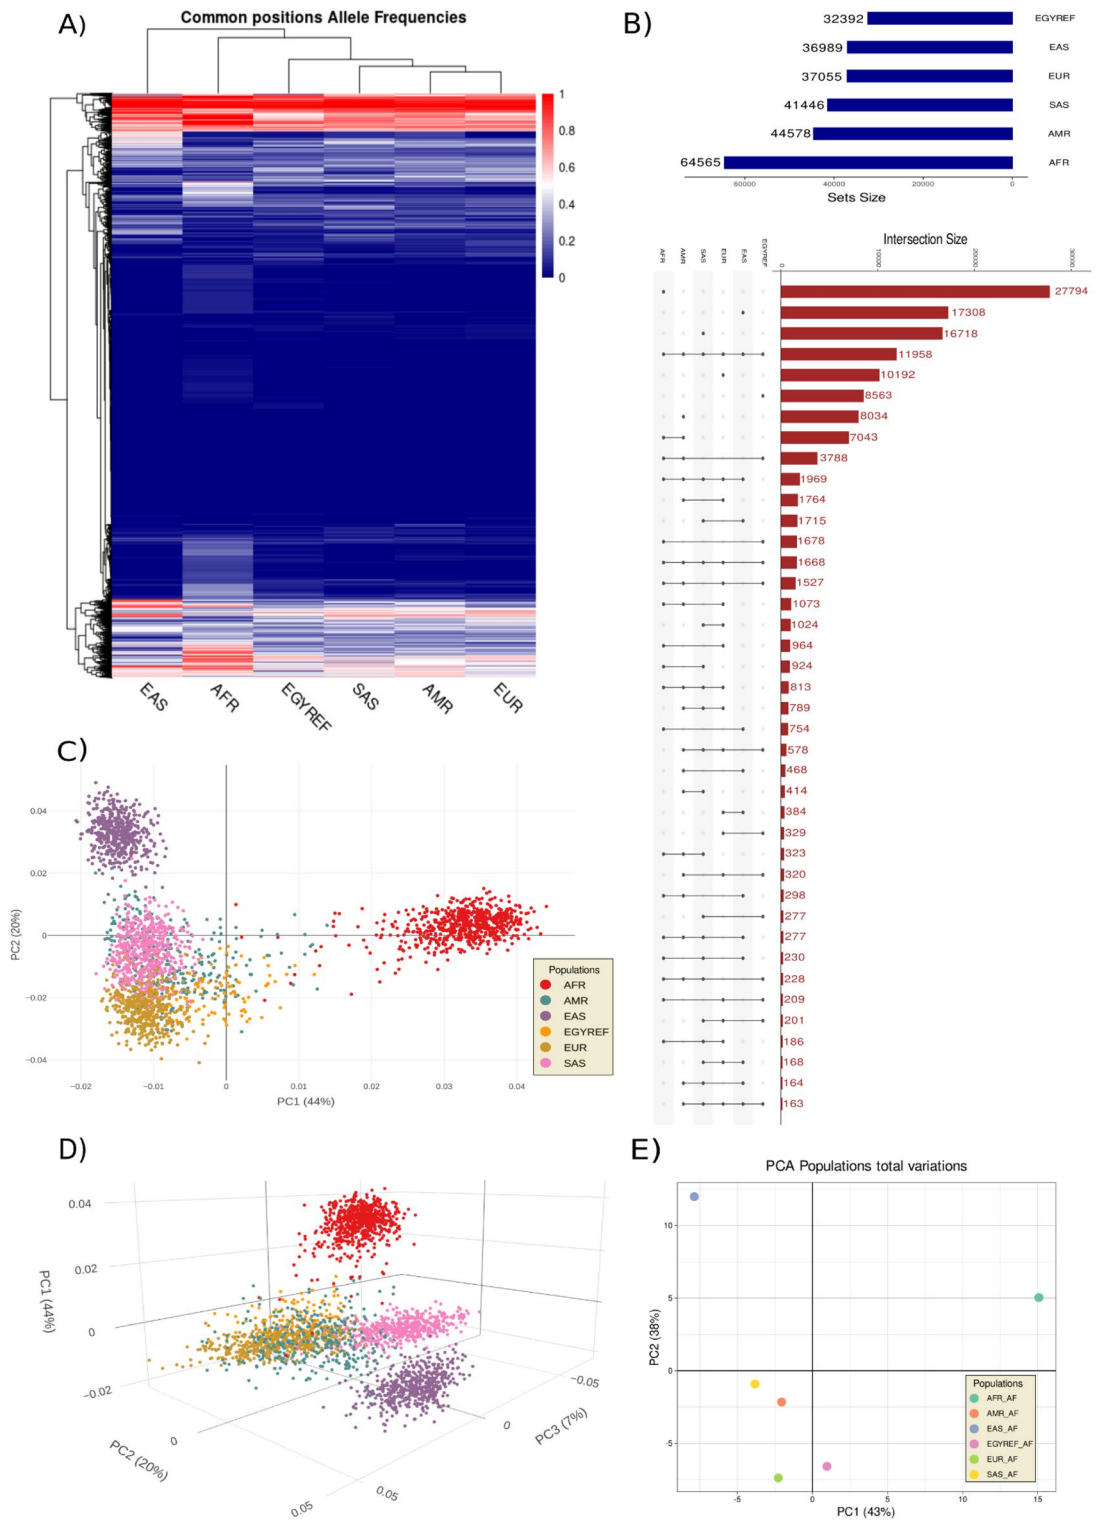 A)
Common positions Allele Frequencies
1
0.8
0.6
0.4
0.2
0
EAS
AFR
EGYREF
SAS
AMR
EUR
B)
32392
EGYREF
36989
EAS
37055
EUR
41446
SAS
44578
AMR
64565
AFR
60000
40000
20000
0
Sets Size
Intersection Size
AFR
AMR
SAS
EUR
EAS
EGYREF
0
10000
20000
30000
27794
17308
16718
11958
10192
8563
8034
7043
3788
1969
1764
1715
1678
1668
1527
1073
1024
964
924
813
789
754
578
468
414
384
329
323
320
298
277
277
230
228
209
201
186
168
164
163
C)
0.04
0.02
0
−0.02
−0.04
PC2 (20%)
−0.02
−0.01
0
0.01
0.02
0.03
0.04
PC1 (44%)
Populations
AFR
AMR
EAS
EGYREF
EUR
SAS
D)
0.04
0.02
0
−0.02
PC1 (44%)
0
0.05
PC2 (20%)
0.05
0
−0.05
PC3 (7%)
E)
PCA Populations total variations
10
5
0
-5
PC2 (38%)
-5
0
5
10
15
PC1 (43%)
Populations
AFR_AF
AMR_AF
EAS_AF
EGYREF_AF
EUR_AF
SAS_AF